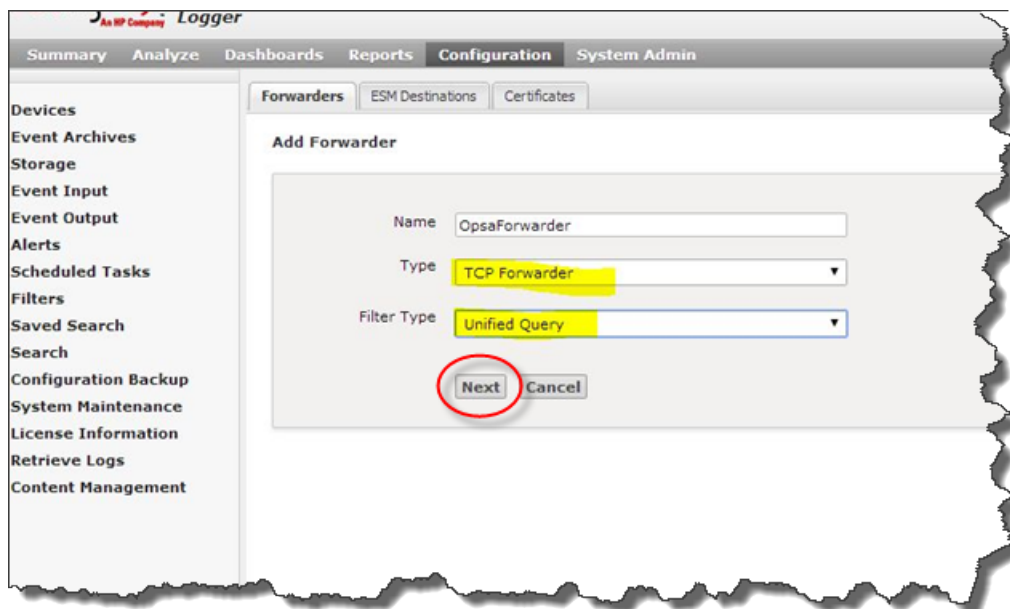 An HP Company Logger
Summary Analyze Dashboards Reports Configuration System Admin
Forwarders ESM Destinations Certificates
Devices
Event Archives
Storage
Event Input
Event Output
Alerts
Scheduled Tasks
Filters
Saved Search
Search
Configuration Backup
System Maintenance
License Information
Retrieve Logs
Content Management
Add Forwarder
Name OpsaForwarder
Type TCP Forwarder
Filter Type Unified Query
Next Cancel